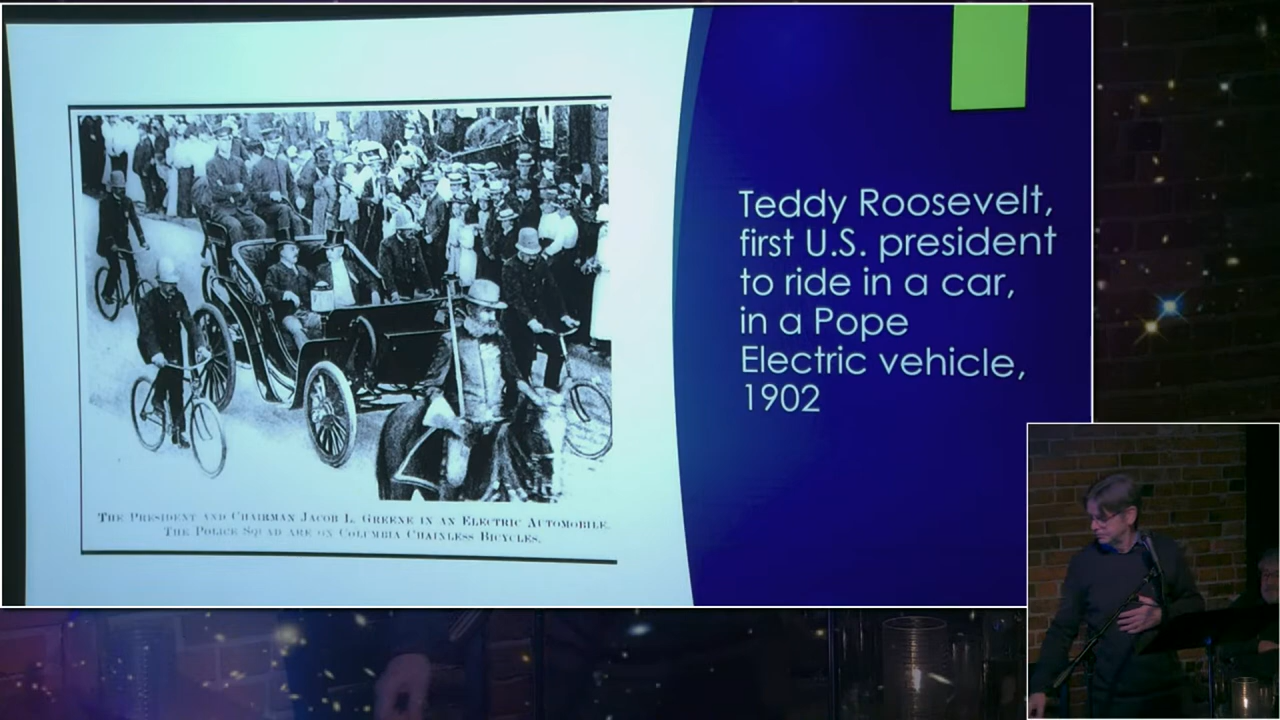 Teddy Roosevelt,
first U.S. president
to ride in a car,
in a Pope
Electric vehicle,
1902
THE PRESIDENT AND CHAIRMAN JACOB L. GREENE IN AN ELECTRIC AUTOMOBILE.
THE POLICE SQUAD ARE ON COLUMBIA CHAINLESS BICYCLES.